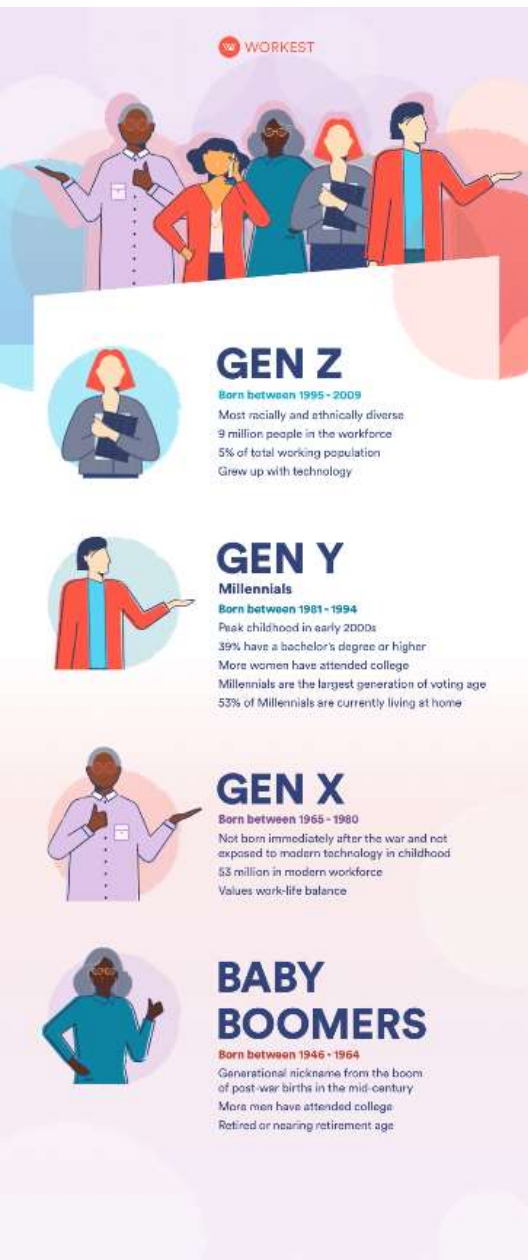 WORKEST
GEN Z
Born between 1995 - 2009
Most racially and ethnically diverse
9 million people in the workforce
5% of total working population
Grew up with technology
GEN Y
Millennials
Born between 1981 - 1994
Peak childhood in early 2000s
39% have a bachelor's degree or higher
More women have attended college
Millennials are the largest generation of voting age
53% of Millennials are currently living at home
GEN X
Born between 1965 - 1980
Not born immediately after the war and not
exposed to modern technology in childhood
53 million in modern workforce
Values work-life balance
BABY
BOOMERS
Born between 1946 - 1964
Generational nickname from the boom
of post-war births in the mid-century
More men have attended college
Retired or nearing retirement age